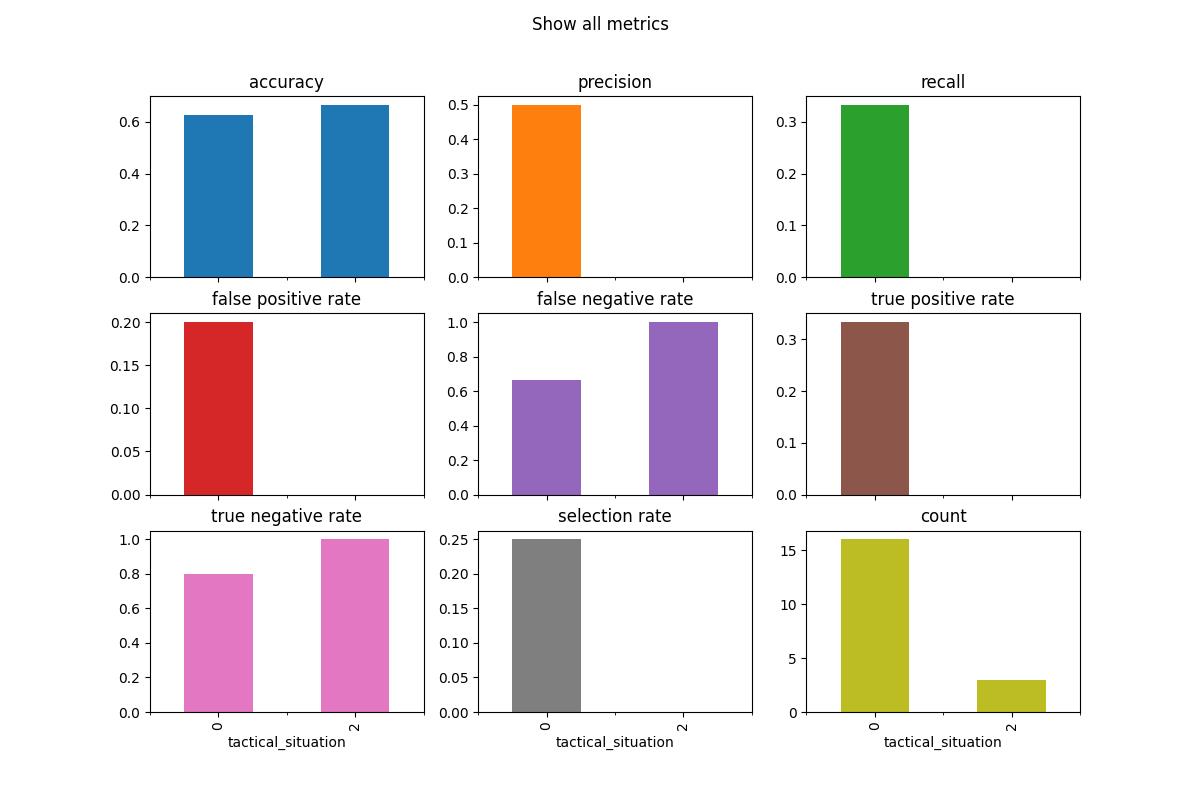 Show all metrics
accuracy precision recall
0.6 0.5 0.3
0.4 0.4 0.2
0.2 0.3 0.1
0.0 0.2 0.0
0.1
0.0
false positive rate false negative rate true positive rate
0.20 1.0 0.3
0.15 0.8 0.2
0.10 0.6 0.1
0.05 0.4 0.0
0.00 0.2
0.0
true negative rate selection rate count
1.0 0.25 15
0.8 0.20 10
0.6 0.15 5
0.4 0.10 0
0.2 0.05
0.0 0.00
0 2 0 2 0 2
tactical_situation tactical_situation tactical_situation